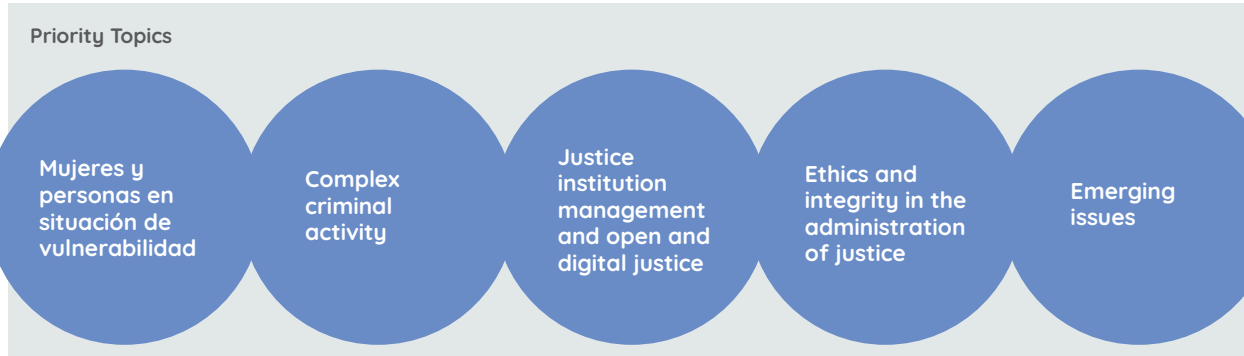 Priority Topics
Mujeres y
personas en
situación de
vulnerabilidad
Complex
criminal
activity
Justice
institution
management
and open and
digital justice
Ethics and
integrity in the
administration
of justice
Emerging
issues